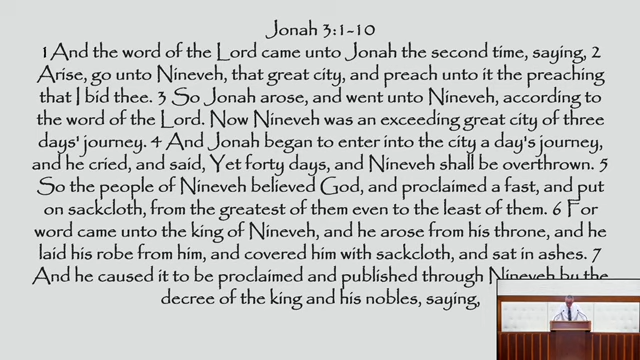 Jonah 3:1-10
1 And the word of the Lord came unto Jonah the second time, saying, 2
Arise, go unto Nineveh, that great city, and preach unto it the preaching
that I bid thee. 3 So Jonah arose, and went unto Nineveh, according to
the word of the Lord. Now Nineveh was an exceeding great city of three
days' journey. 4 And Jonah began to enter into the city a day's journey,
and he cried, and said, Yet forty days, and Nineveh shall be overthrown. 5
So the people of Nineveh believed God, and proclaimed a fast, and put
on sackcloth, from the greatest of them even to the least of them. 6 For
word came unto the king of Nineveh, and he arose from his throne, and he
laid his robe from him, and covered him with sackcloth, and sat in ashes. 7
And he caused it to be proclaimed and published through Nineveh by the
decree of the king and his nobles, saying,